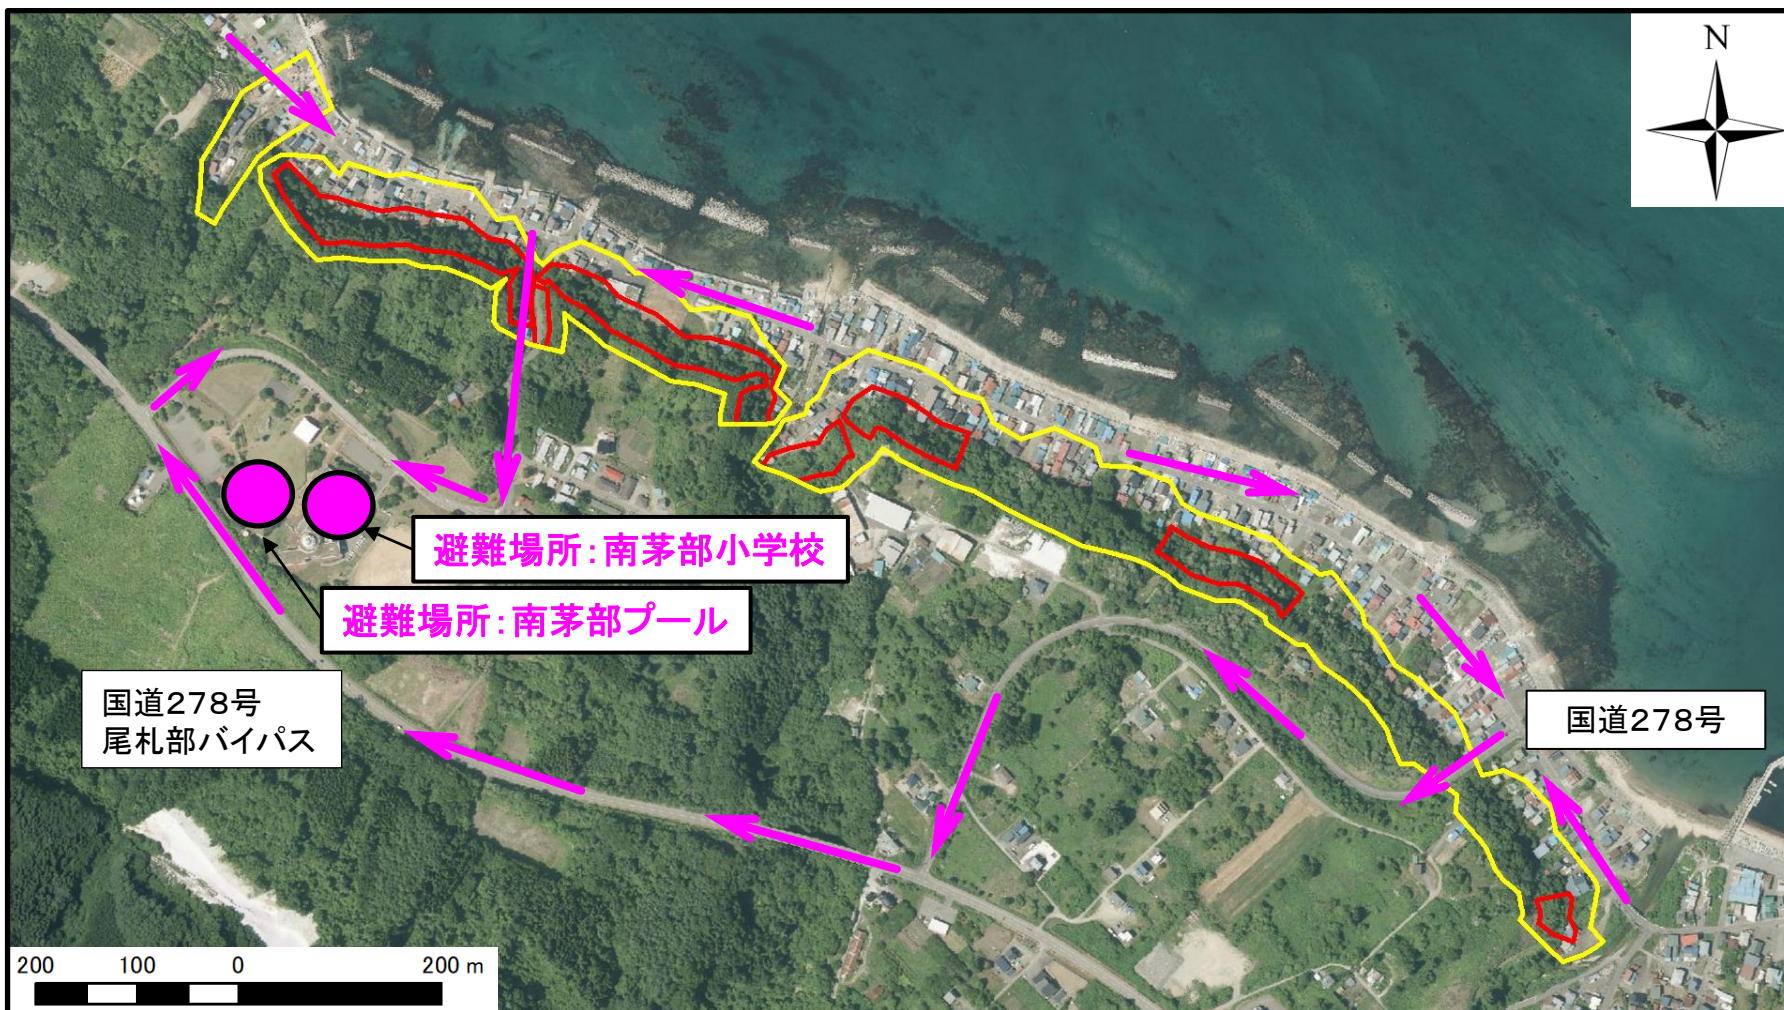 N
避難場所：南茅部小学校
避難場所：南茅部プール
国道278号
尾札部バイパス
国道278号
200 100 0 200 m